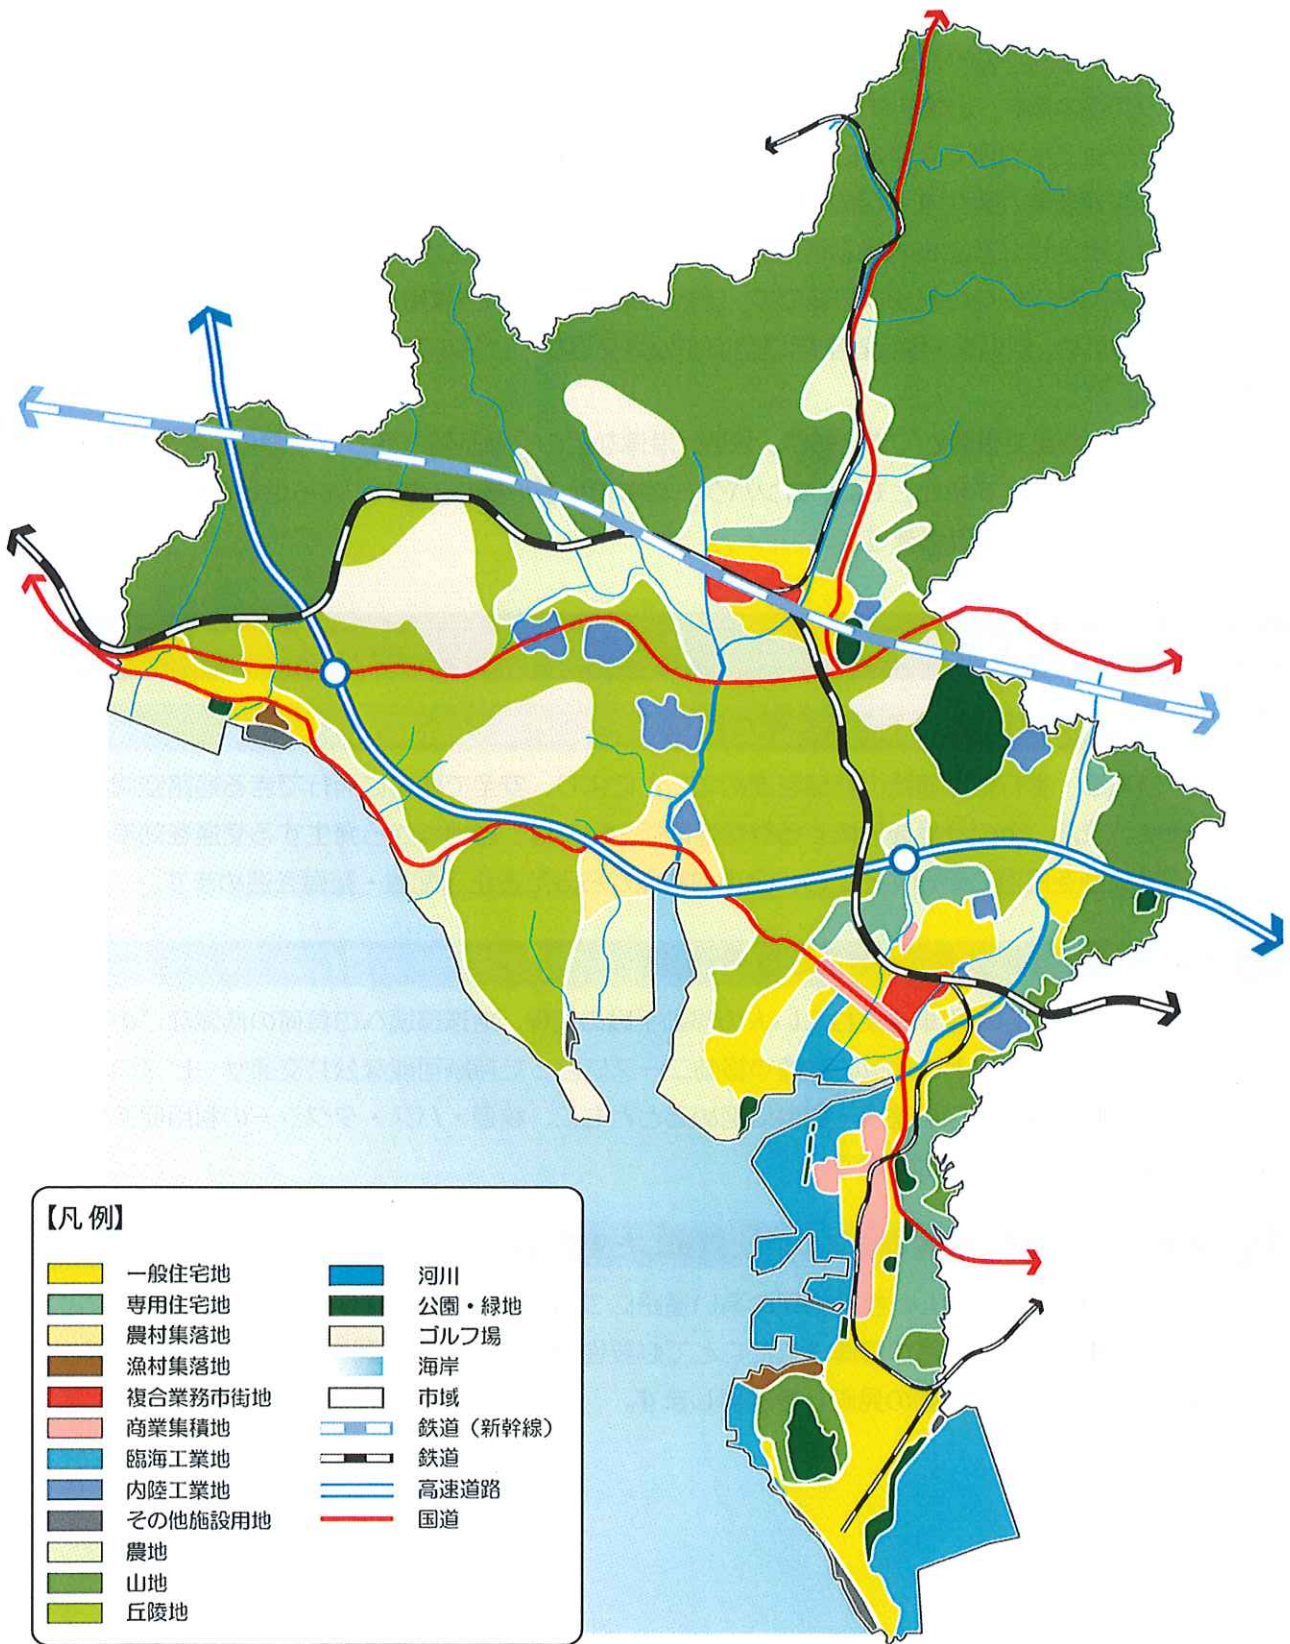 【凡 例】
一般住宅地
専用住宅地
農村集落地
漁村集落地
複合業務市街地
商業集積地
臨海工業地
内陸工業地
その他施設用地
農地
山地
丘陵地
河川
公園・緑地
ゴルフ場
海岸
市域
鉄道（新幹線）
鉄道
高速道路
国道